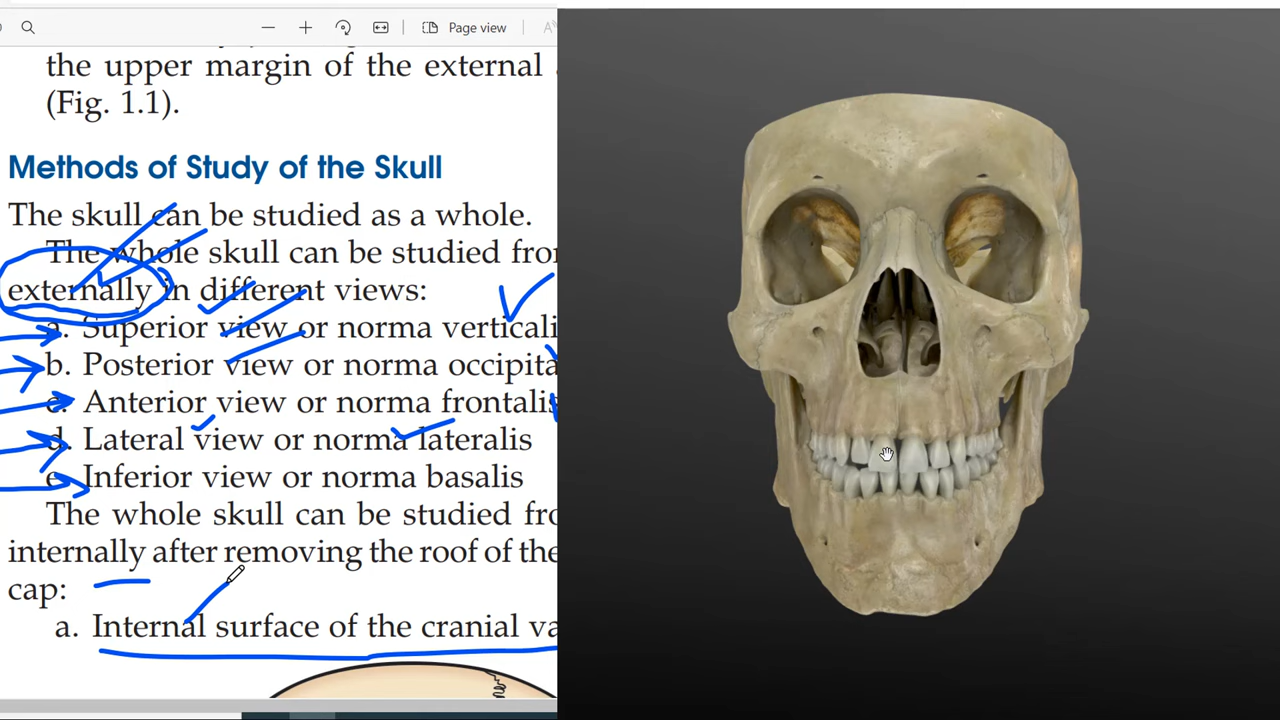 Page view
the upper margin of the external
(Fig. 1.1).
Methods of Study of the Skull
The skull can be studied as a whole.
The whole skull can be studied fro
externally in different views:
a. Superior view or norma verticali
b. Posterior view or norma occipita
c. Anterior view or norma frontalis
d. Lateral view or norma lateralis
e. Inferior view or norma basalis
The whole skull can be studied fro
internally after removing the roof of the
cap:
a. Internal surface of the cranial va